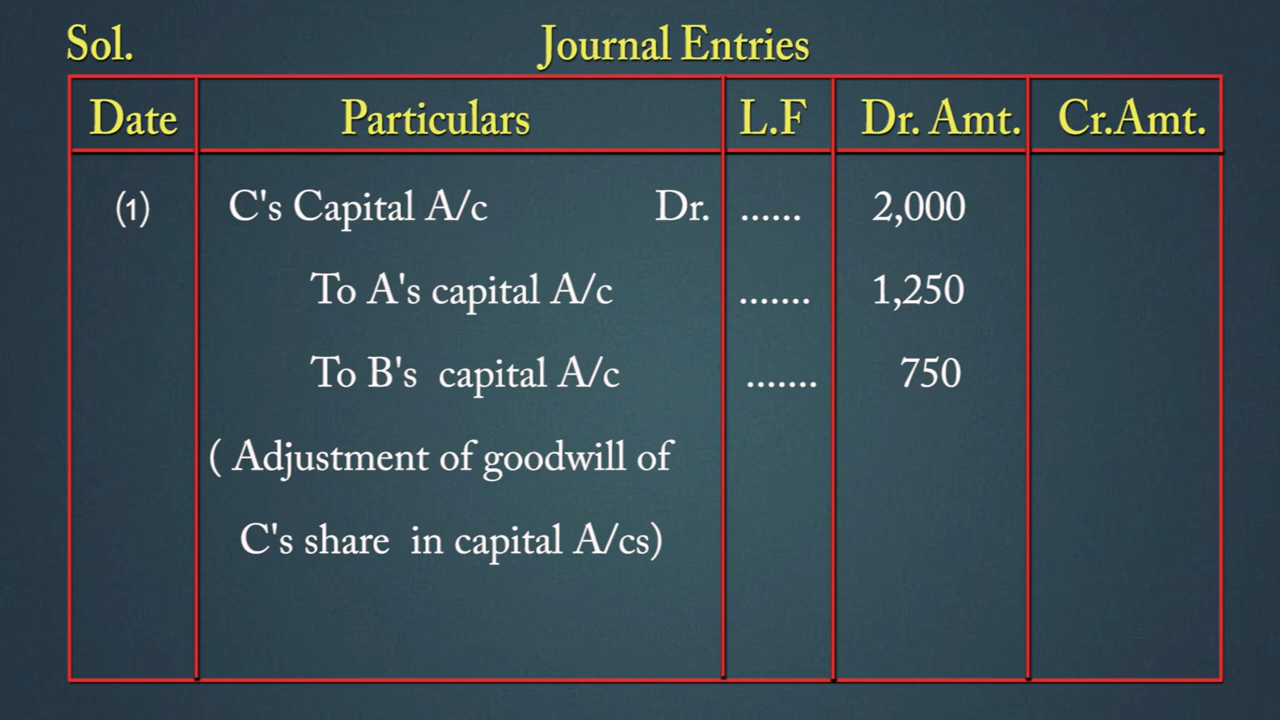 Sol. Journal Entries
Date Particulars L.F Dr. Amt. Cr.Amt.
(1) C's Capital A/c Dr. ...... 2,000
To A's capital A/c ....... 1,250
To B's capital A/c ....... 750
( Adjustment of goodwill of
C's share in capital A/cs)